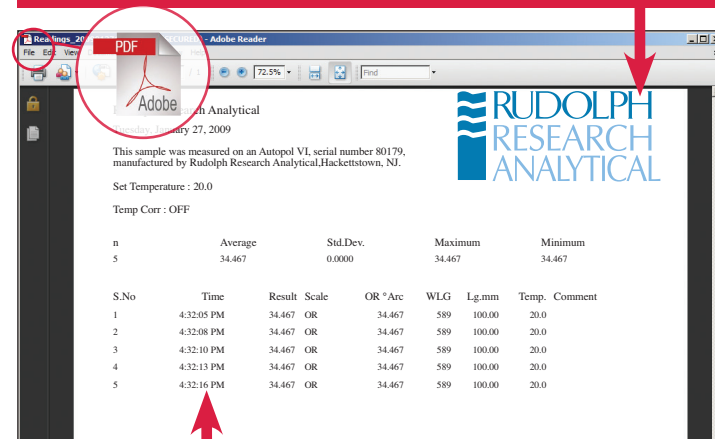 Readings_20 SECURED) - Adobe Reader
File Edit View Help
/ 1 72.5% Find
PDF
Adobe
RUDOLPH
RESEARCH
ANALYTICAL
Analytical
January 27, 2009
This sample was measured on an Autopol VI, serial number 80179,
manufactured by Rudolph Research Analytical,Hackettstown, NJ.
Set Temperature : 20.0
Temp Corr : OFF
n Average Std.Dev. Maximum Minimum
5 34.467 0.0000 34.467 34.467
S.No Time Result Scale OR °Arc WLG Lg.mm Temp. Comment
1 4:32:05 PM 34.467 OR 34.467 589 100.00 20.0
2 4:32:08 PM 34.467 OR 34.467 589 100.00 20.0
3 4:32:10 PM 34.467 OR 34.467 589 100.00 20.0
4 4:32:13 PM 34.467 OR 34.467 589 100.00 20.0
5 4:32:16 PM 34.467 OR 34.467 589 100.00 20.0